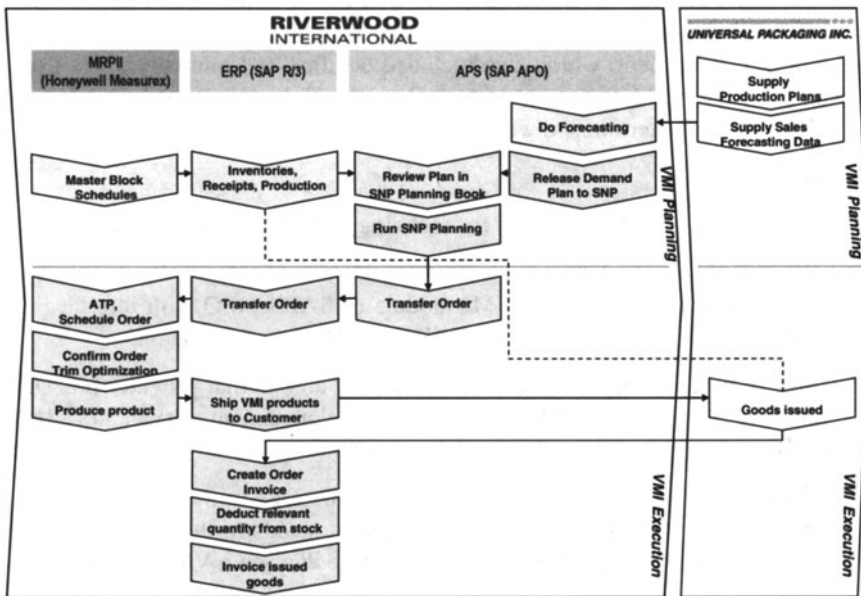 RIVERWOOD
INTERNATIONAL
UNIVERSAL PACKAGING INC.
MRPII
(Honeywell Measurex)
ERP (SAP R/3)
APS (SAP APO)
Supply
Production Plans
Do Forecasting
Supply Sales
Forecasting Data
Master Block
Schedules
Inventories,
Receipts, Production
Review Plan in
SNP Planning Book
Release Demand
Plan to SNP
Run SNP Planning
VMI Planning
VMI Planning
ATP,
Schedule Order
Transfer Order
Transfer Order
Confirm Order
Trim Optimization
Produce product
Ship VMI products
to Customer
Goods issued
Create Order
Invoice
Deduct relevant
quantity from stock
Invoice issued
goods
VMI Execution
VMI Execution